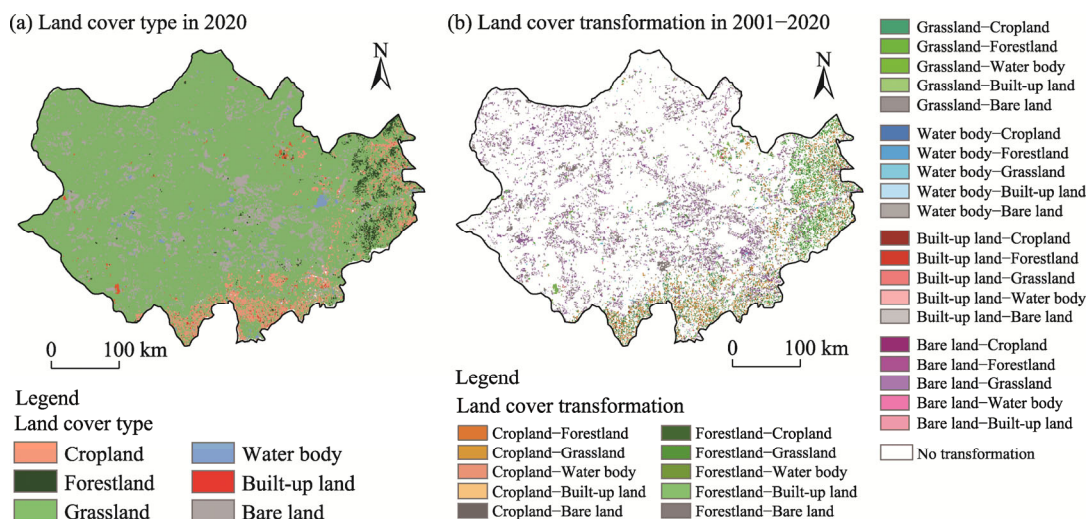 (a) Land cover type in 2020
N
0 100 km
Legend
Land cover type
Cropland
Forestland
Grassland
Water body
Built-up land
Bare land
(b) Land cover transformation in 2001−2020
N
0 100 km
Legend
Land cover transformation
Cropland−Forestland
Cropland−Grassland
Cropland−Water body
Cropland−Built-up land
Cropland−Bare land
Forestland−Cropland
Forestland−Grassland
Forestland−Water body
Forestland−Built-up land
Forestland−Bare land
Grassland−Cropland
Grassland−Forestland
Grassland−Water body
Grassland−Built-up land
Grassland−Bare land
Water body−Cropland
Water body−Forestland
Water body−Grassland
Water body−Built-up land
Water body−Bare land
Built-up land−Cropland
Built-up land−Forestland
Built-up land−Grassland
Built-up land−Water body
Built-up land−Bare land
Bare land−Cropland
Bare land−Forestland
Bare land−Grassland
Bare land−Water body
Bare land−Built-up land
No transformation